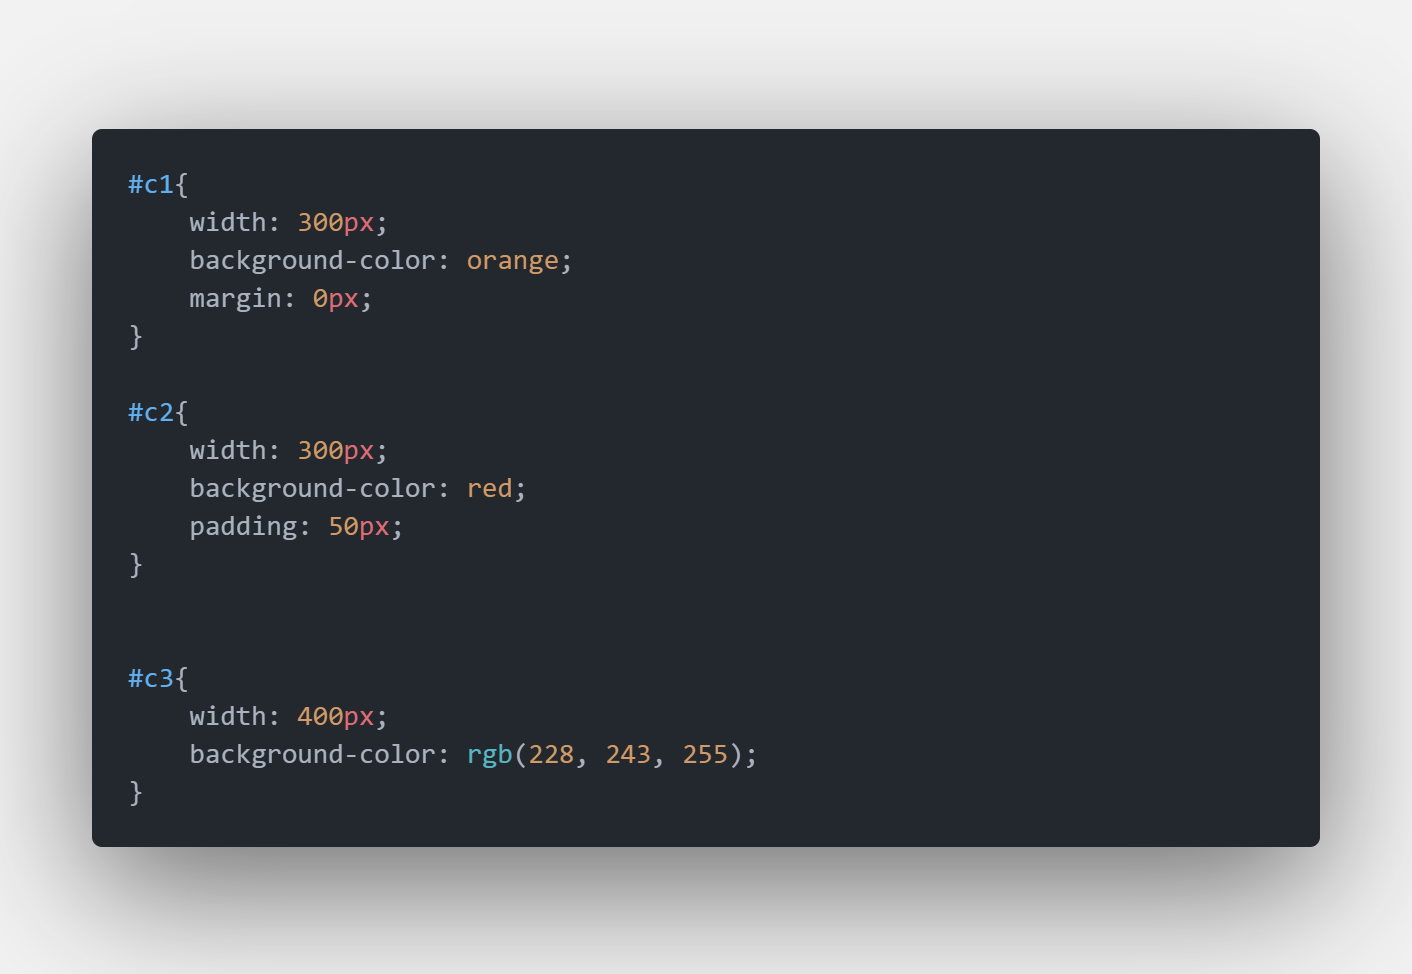 #c1{
    width: 300px;
    background-color: orange;
    margin: 0px;
}
#c2{
    width: 300px;
    background-color: red;
    padding: 50px;
}
#c3{
    width: 400px;
    background-color: rgb(228, 243, 255);
}